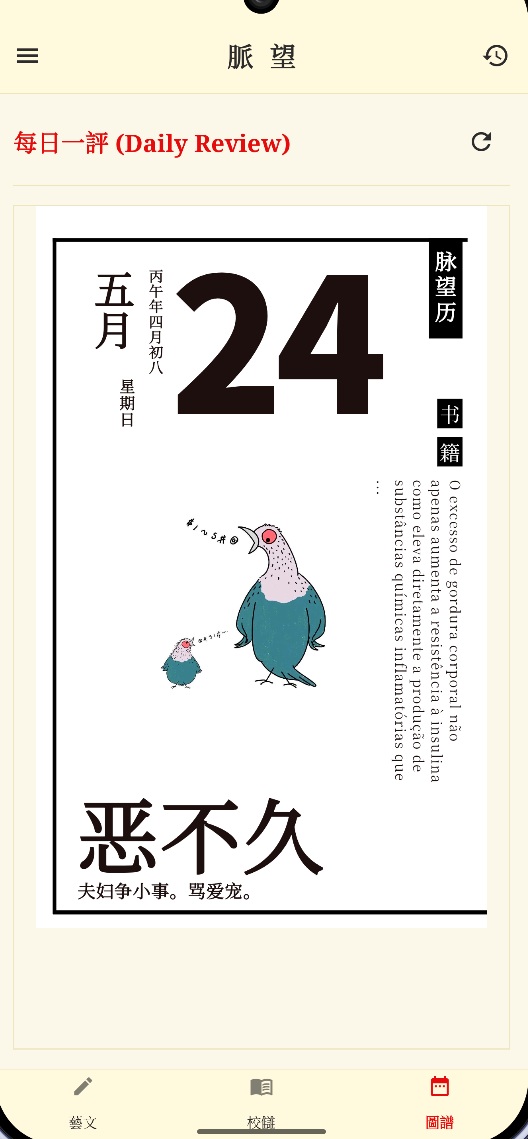 脈望
每日一評 (Daily Review)
五月
丙午年四月初八
星期日
24
脉望历
书籍
O excesso de gordura corporal não
apenas aumenta a resistência à insulina
como eleva diretamente a produção de
substâncias químicas inflamatórias que
...
恶不久
夫妇争小事。骂爱宠。
藝文
校讎
圖譜